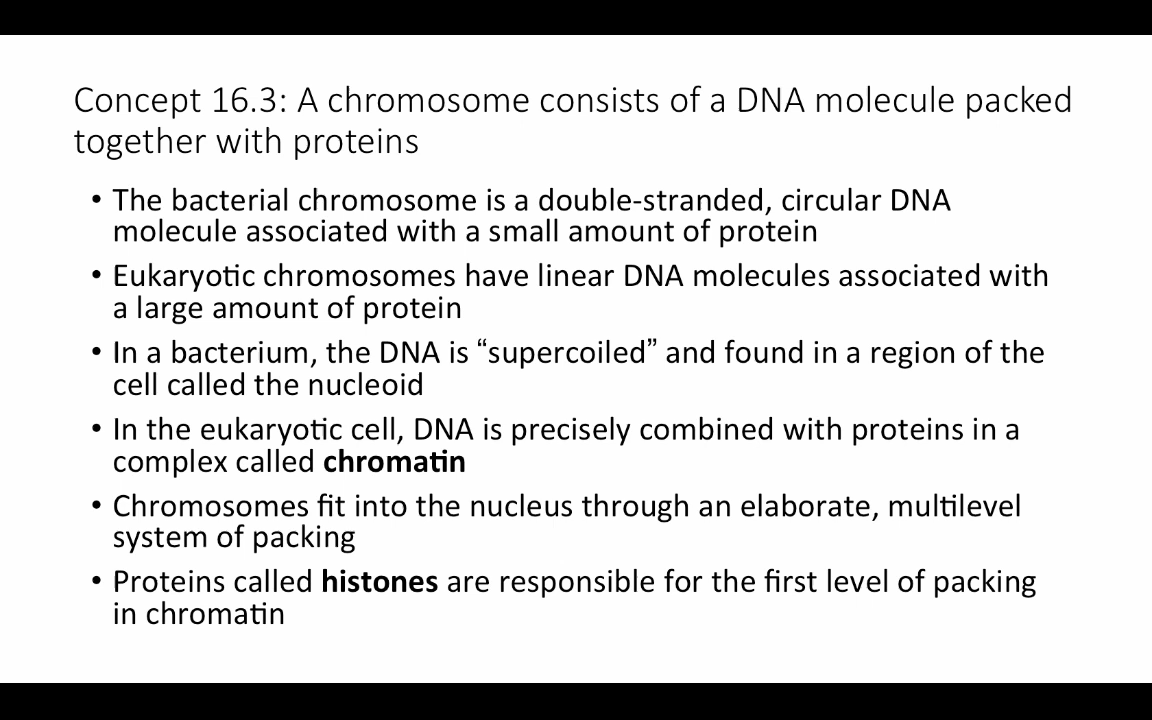 Concept 16.3: A chromosome consists of a DNA molecule packed
together with proteins
• The bacterial chromosome is a double-stranded, circular DNA
molecule associated with a small amount of protein
• Eukaryotic chromosomes have linear DNA molecules associated with
a large amount of protein
• In a bacterium, the DNA is “supercoiled” and found in a region of the
cell called the nucleoid
• In the eukaryotic cell, DNA is precisely combined with proteins in a
complex called chromatin
• Chromosomes fit into the nucleus through an elaborate, multilevel
system of packing
• Proteins called histones are responsible for the first level of packing
in chromatin